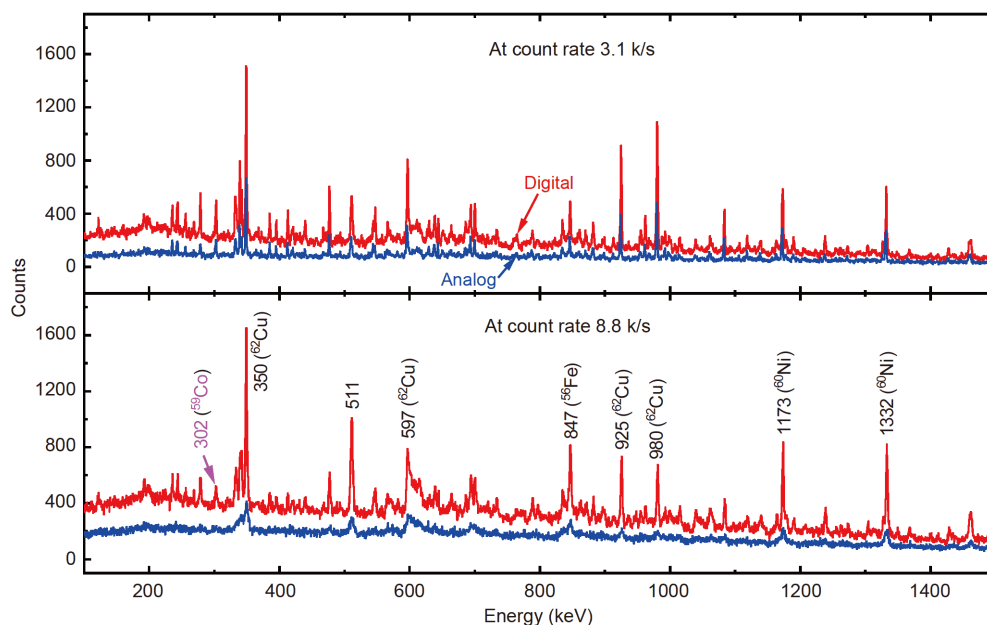 At count rate 3.1 k/s
1600
1200
800
400
0
Digital
Analog
Counts
At count rate 8.8 k/s
1600
1200
800
400
0
302 (⁵⁹Co)
350 (⁶²Cu)
511
597 (⁶²Cu)
847 (⁵⁶Fe)
925 (⁶²Cu)
980 (⁶²Cu)
1173 (⁶⁰Ni)
1332 (⁶⁰Ni)
200 400 600 800 1000 1200 1400
Energy (keV)